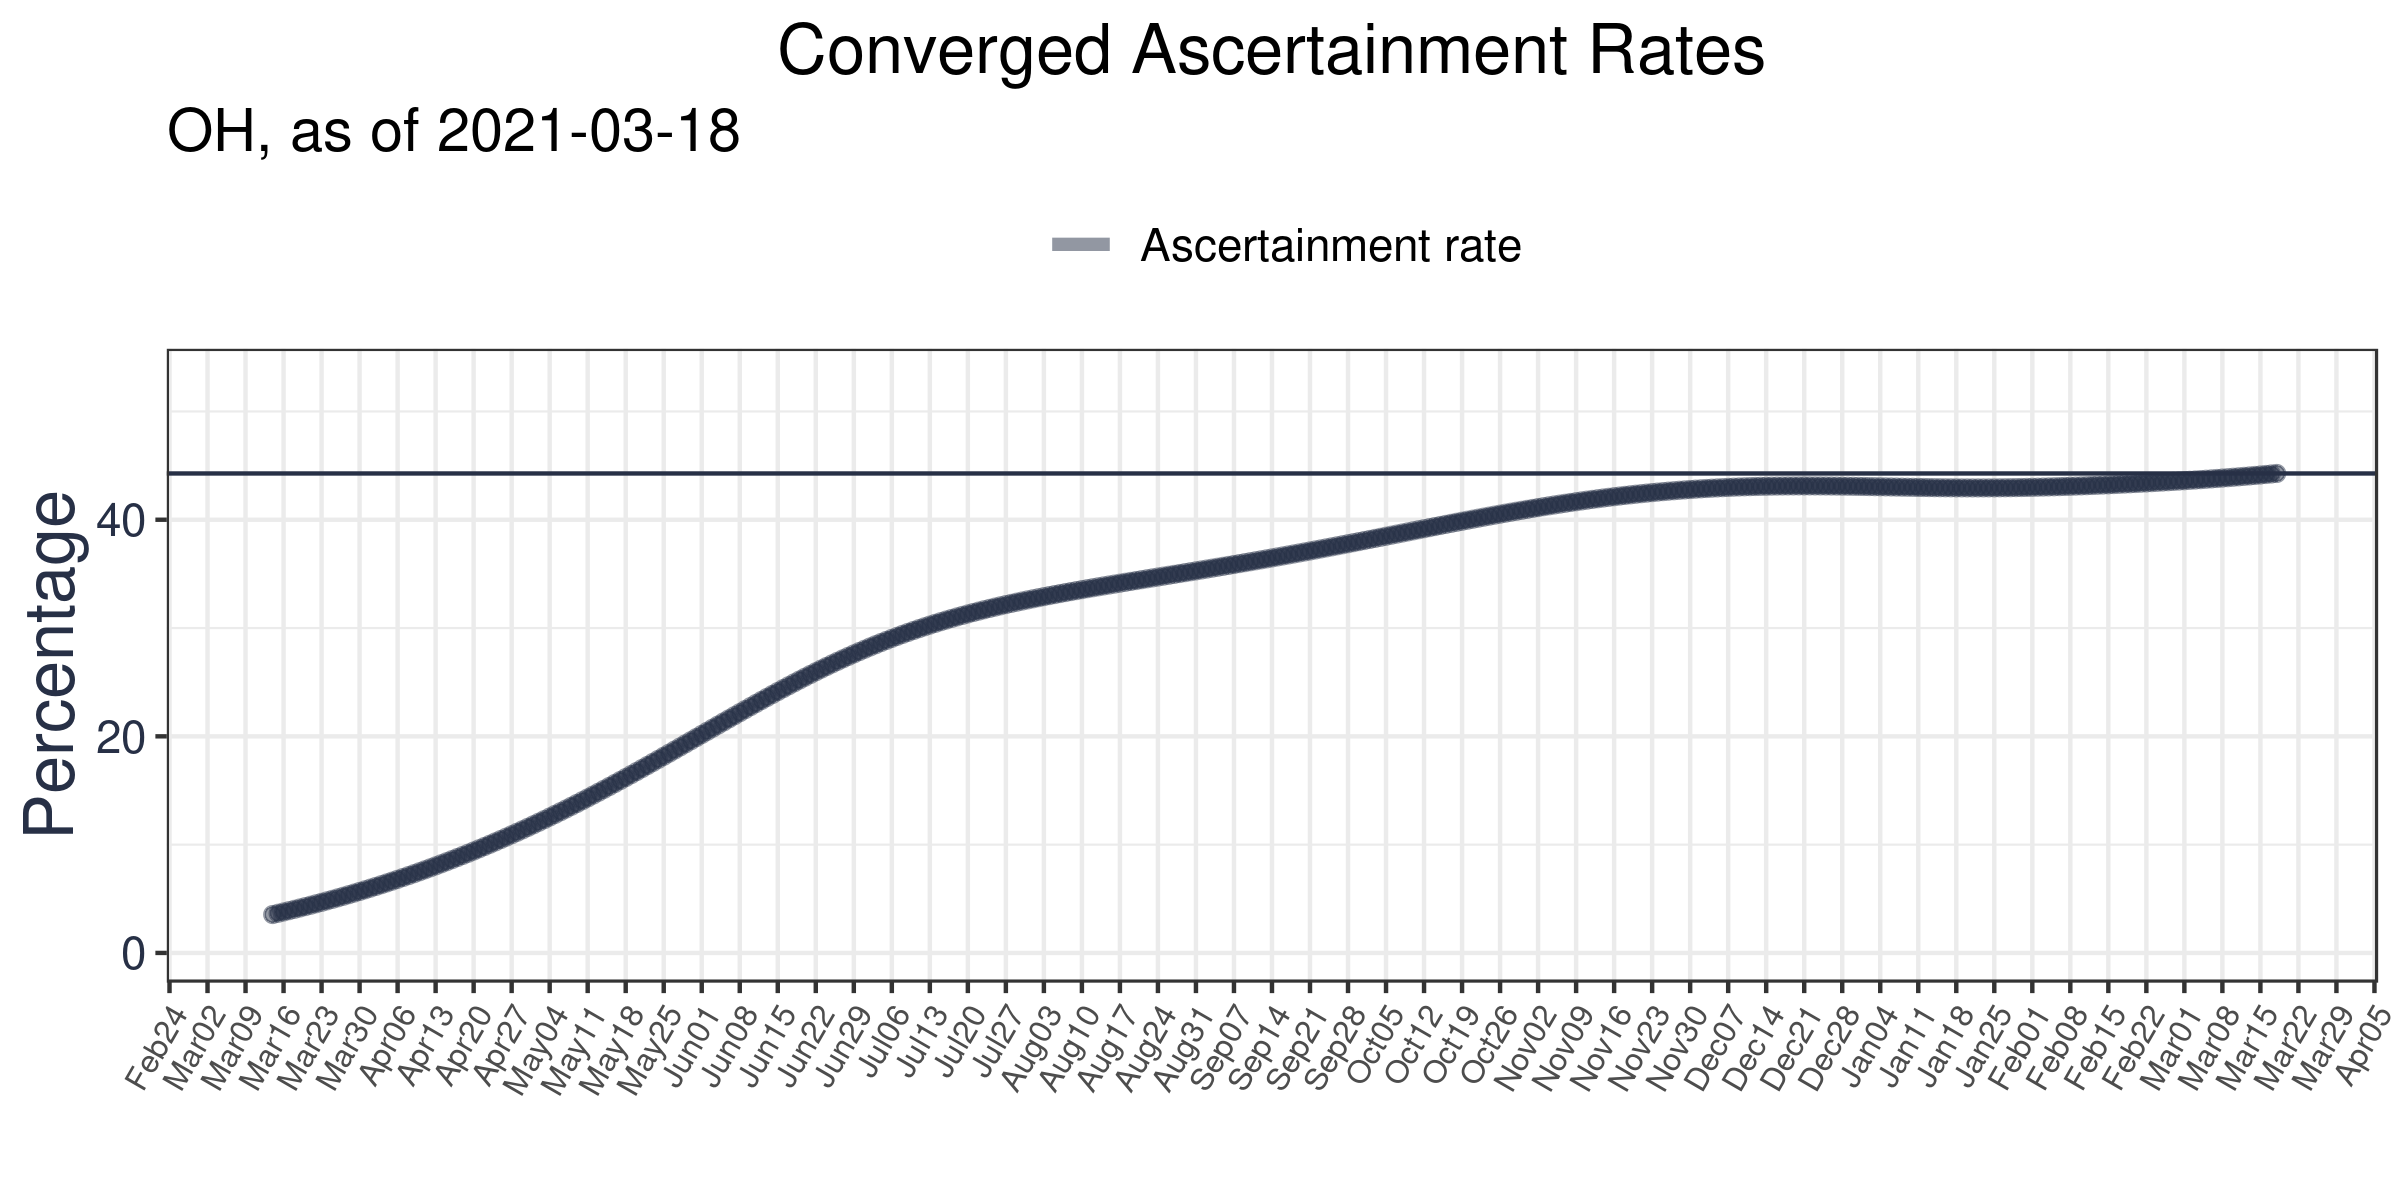 Converged Ascertainment Rates
OH, as of 2021-03-18
Ascertainment rate
Percentage
40
20
0
Feb24 Mar02 Mar09 Mar16 Mar23 Mar30 Apr06 Apr13 Apr20 Apr27 May04 May11 May18 May25 Jun01 Jun08 Jun15 Jun22 Jun29 Jul06 Jul13 Jul20 Jul27 Aug03 Aug10 Aug17 Aug24 Aug31 Sep07 Sep14 Sep21 Sep28 Oct05 Oct12 Oct19 Oct26 Nov02 Nov09 Nov16 Nov23 Nov30 Dec07 Dec14 Dec21 Dec28 Jan04 Jan11 Jan18 Jan25 Feb01 Feb08 Feb15 Feb22 Mar01 Mar08 Mar15 Mar22 Mar29 Apr05